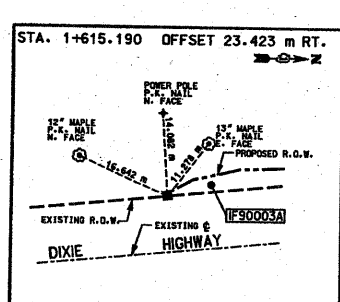 STA. 1+615.190 OFFSET 23.423 m RT.
N
POWER POLE
P.K. NAIL
N. FACE
12" MAPLE
P.K. NAIL
N. FACE
13" MAPLE
P.K. NAIL
E. FACE
14.082 m
16.642 m
11.278 m
PROPOSED R.O.W.
IF90003A
EXISTING R.O.W.
EXISTING ℄
DIXIE HIGHWAY